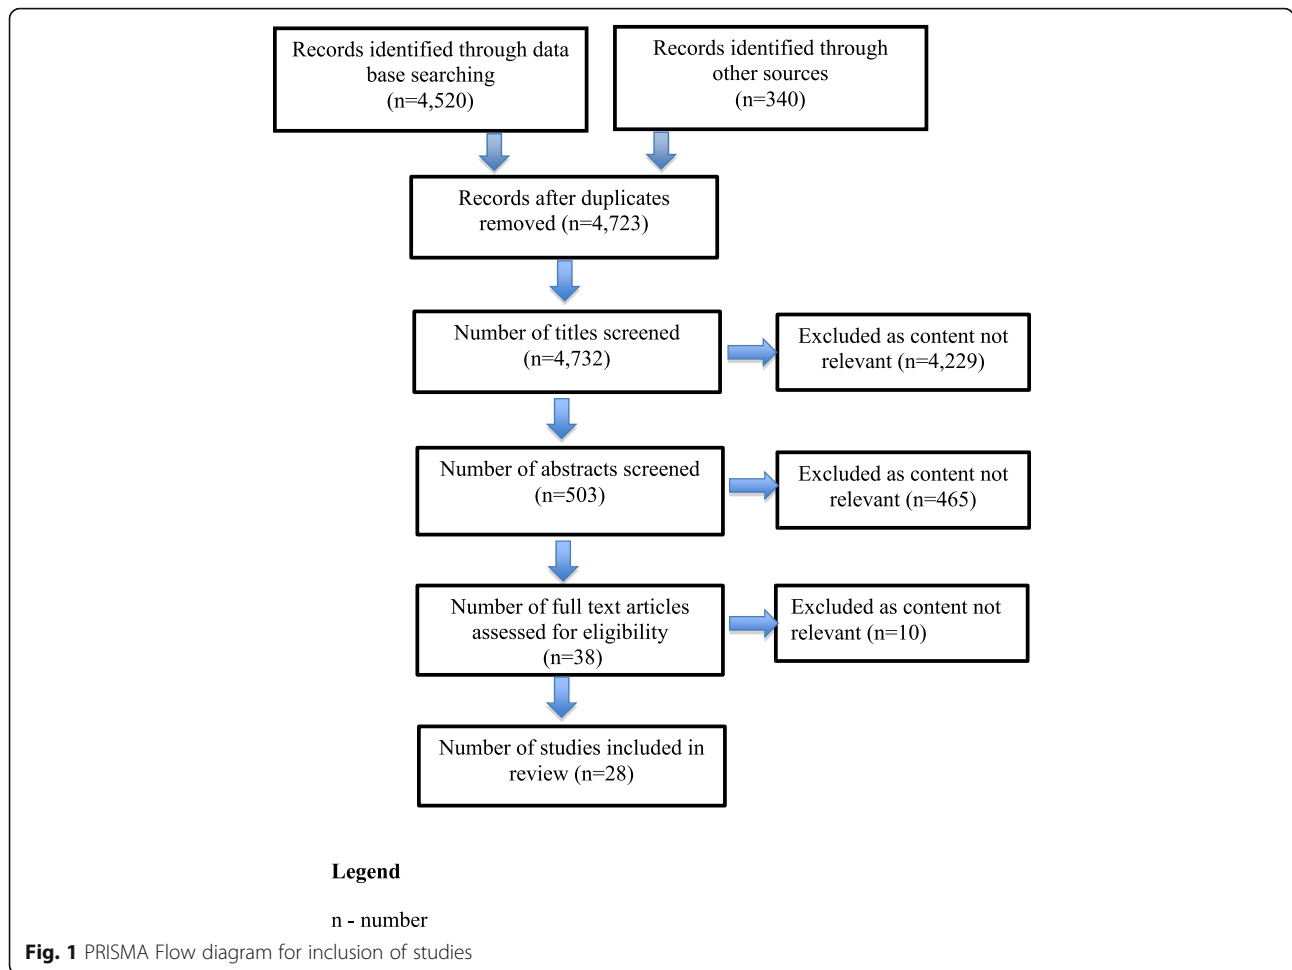 Records identified through data
base searching
(n=4,520)
Records identified through
other sources
(n=340)
Records after duplicates
removed (n=4,723)
Number of titles screened
(n=4,732)
Excluded as content not
relevant (n=4,229)
Number of abstracts screened
(n=503)
Excluded as content not
relevant (n=465)
Number of full text articles
assessed for eligibility
(n=38)
Excluded as content not
relevant (n=10)
Number of studies included in
review (n=28)
Legend
n - number
Fig. 1 PRISMA Flow diagram for inclusion of studies